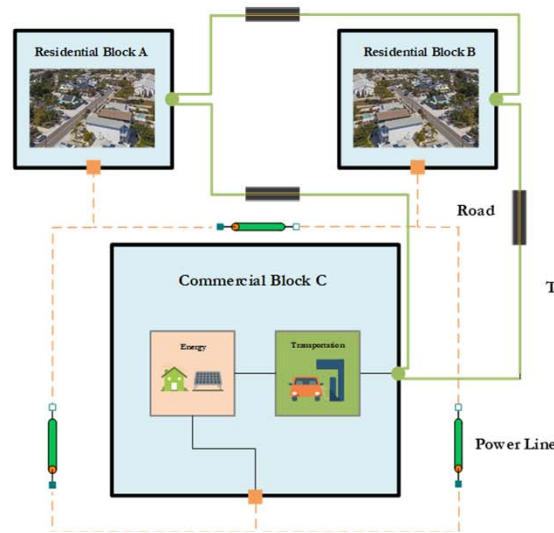 Residential Block A
Residential Block B
Road
T
Commercial Block C
Energy
Transportation
Power Line